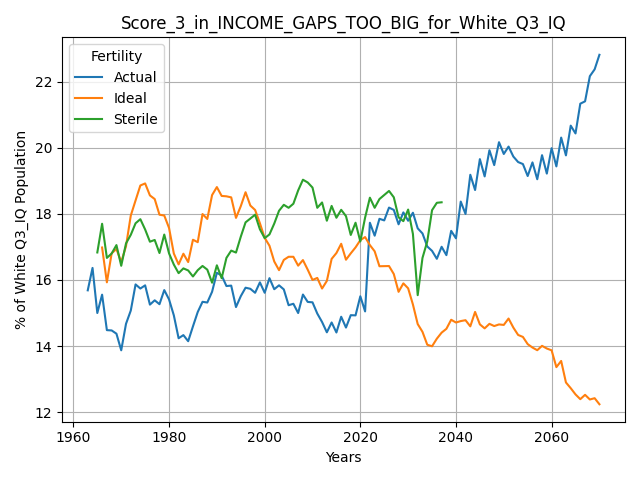 Score_3_in_INCOME_GAPS_TOO_BIG_for_White_Q3_IQ
Fertility
Actual
Ideal
Sterile
% of White Q3_IQ Population
22
20
18
16
14
12
1960
1980
2000
2020
2040
2060
Years